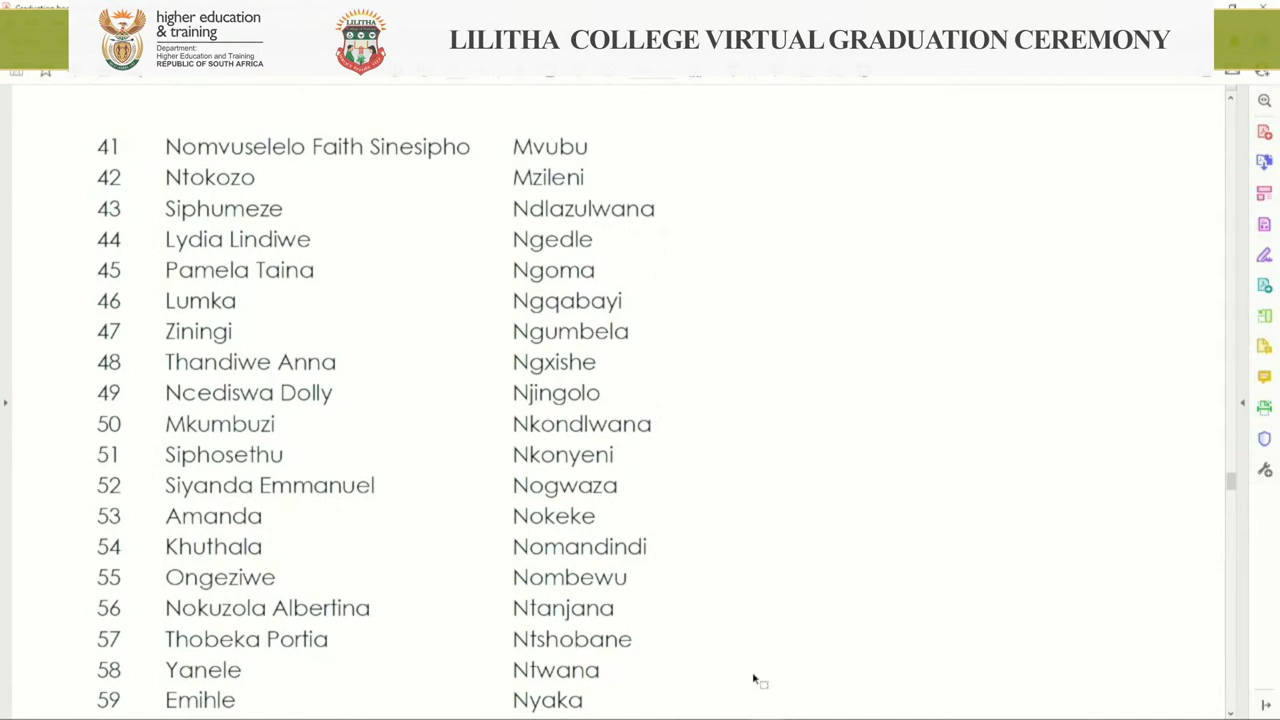 higher education
& training
Department:
Higher Education and Training
REPUBLIC OF SOUTH AFRICA
LILITHA
LILITHA COLLEGE VIRTUAL GRADUATION CEREMONY
41 Nomvuselelo Faith Sinesipho Mvubu
42 Ntokozo Mzileni
43 Siphumeze Ndlazulwana
44 Lydia Lindiwe Ngedle
45 Pamela Taina Ngoma
46 Lumka Ngqabayi
47 Ziningi Ngumbela
48 Thandiwe Anna Ngxishe
49 Ncediswa Dolly Njingolo
50 Mkumbuzi Nkondlwana
51 Siphosethu Nkonyeni
52 Siyanda Emmanuel Nogwaza
53 Amanda Nokeke
54 Khuthala Nomandindi
55 Ongeziwe Nombewu
56 Nokuzola Albertina Ntanjana
57 Thobeka Portia Ntshobane
58 Yanele Ntwana
59 Emihle Nyaka